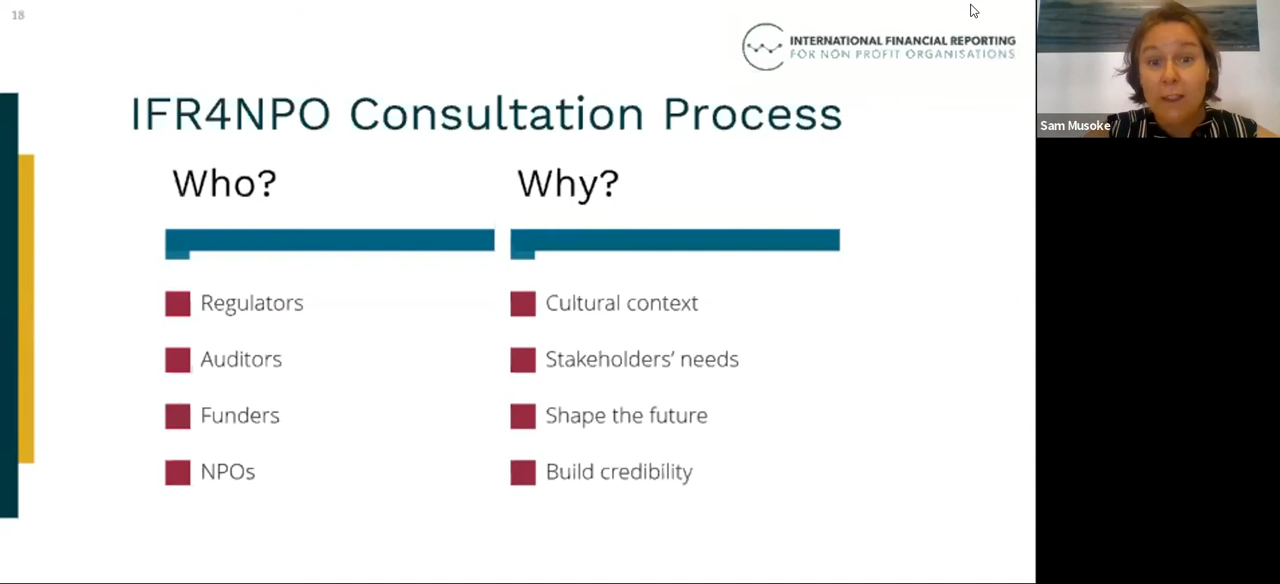 18
INTERNATIONAL FINANCIAL REPORTING
FOR NON PROFIT ORGANISATIONS
IFR4NPO Consultation Process
Who?
Regulators
Auditors
Funders
NPOs
Why?
Cultural context
Stakeholders’ needs
Shape the future
Build credibility
Sam Musoke